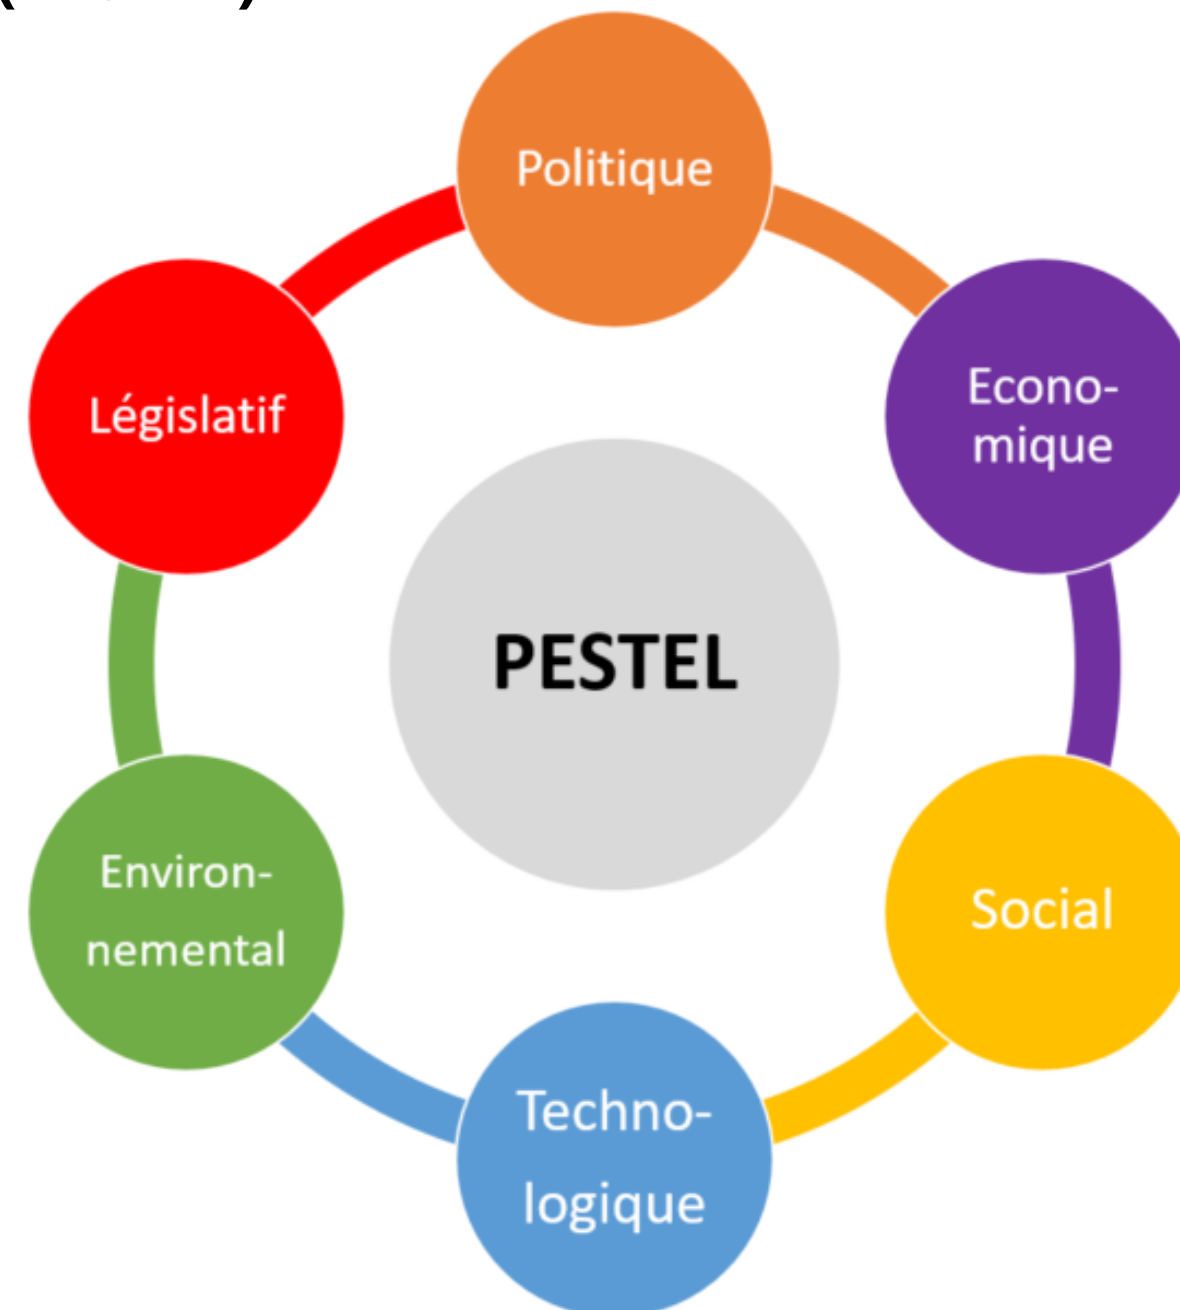 Politique
Econo-
mique
Social
Techno-
logique
Environ-
nemental
Législatif
PESTEL